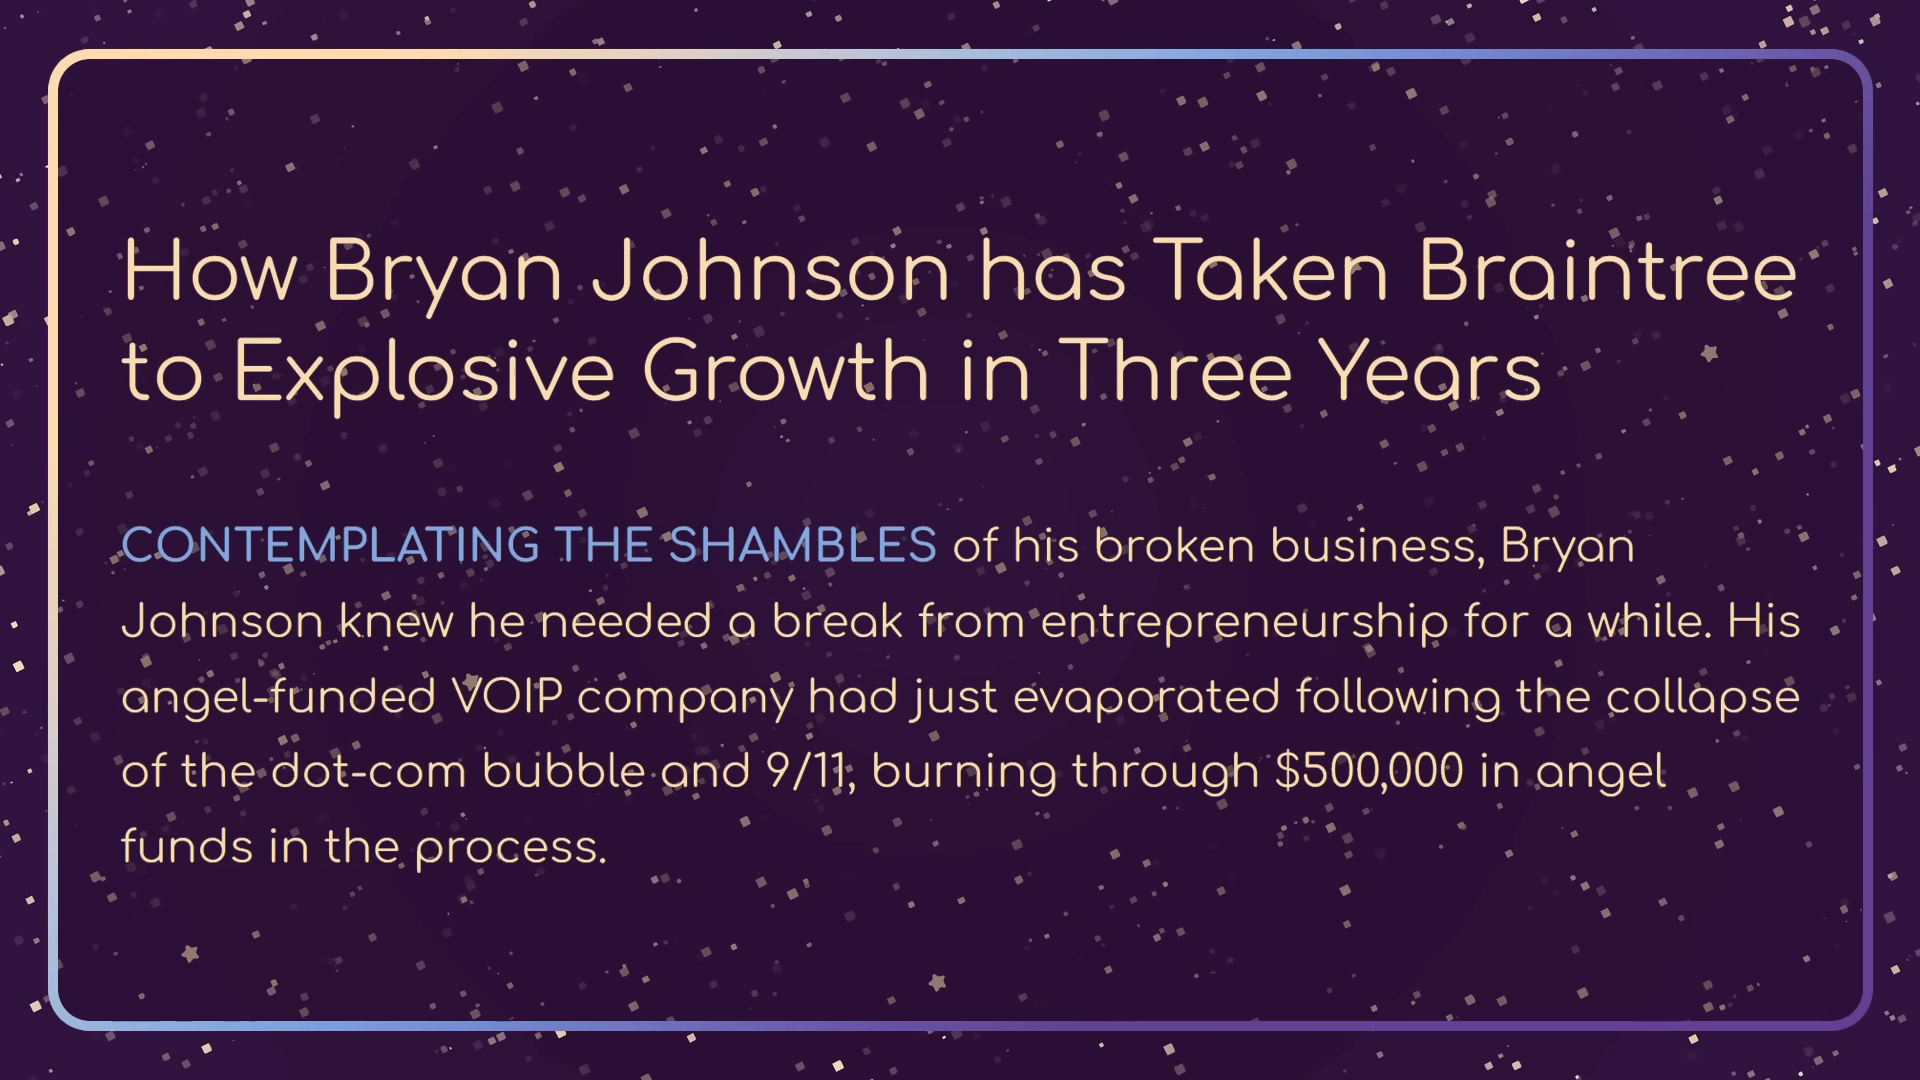 How Bryan Johnson has Taken Braintree
to Explosive Growth in Three Years
CONTEMPLATING THE SHAMBLES of his broken business, Bryan
Johnson knew he needed a break from entrepreneurship for a while. His
angel-funded VOIP company had just evaporated following the collapse
of the dot-com bubble and 9/11, burning through $500,000 in angel
funds in the process.